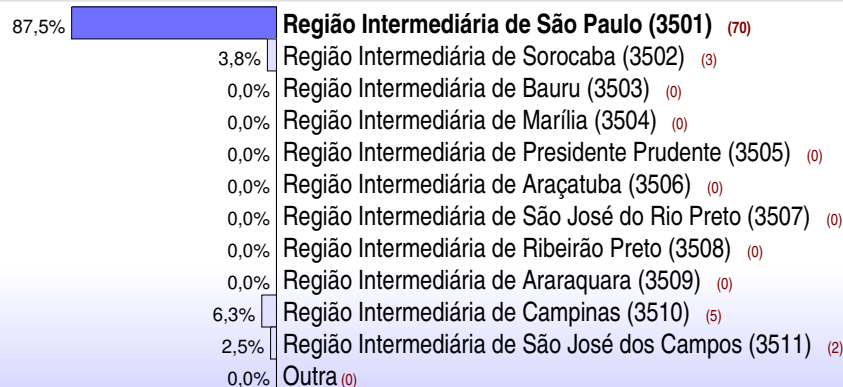 87,5% Região Intermediária de São Paulo (3501) (70)
3,8% Região Intermediária de Sorocaba (3502) (3)
0,0% Região Intermediária de Bauru (3503) (0)
0,0% Região Intermediária de Marília (3504) (0)
0,0% Região Intermediária de Presidente Prudente (3505) (0)
0,0% Região Intermediária de Araçatuba (3506) (0)
0,0% Região Intermediária de São José do Rio Preto (3507) (0)
0,0% Região Intermediária de Ribeirão Preto (3508) (0)
0,0% Região Intermediária de Araraquara (3509) (0)
6,3% Região Intermediária de Campinas (3510) (5)
2,5% Região Intermediária de São José dos Campos (3511) (2)
0,0% Outra (0)